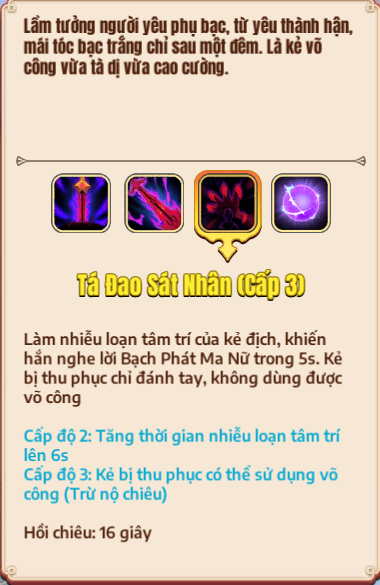 Lầm tưởng người yêu phụ bạc, từ yêu thành hận,
mái tóc bạc trắng chỉ sau một đêm. Là kẻ võ
công vừa tà dị vừa cao cường.
Tá Đao Sát Nhân (Cấp 3)
Làm nhiễu loạn tâm trí của kẻ địch, khiến
hắn nghe lời Bạch Phát Ma Nữ trong 5s. Kẻ
bị thu phục chỉ đánh tay, không dùng được
võ công
Cấp độ 2: Tăng thời gian nhiễu loạn tâm trí
lên 6s
Cấp độ 3: Kẻ bị thu phục có thể sử dụng võ
công (Trừ nộ chiêu)
Hồi chiêu: 16 giây